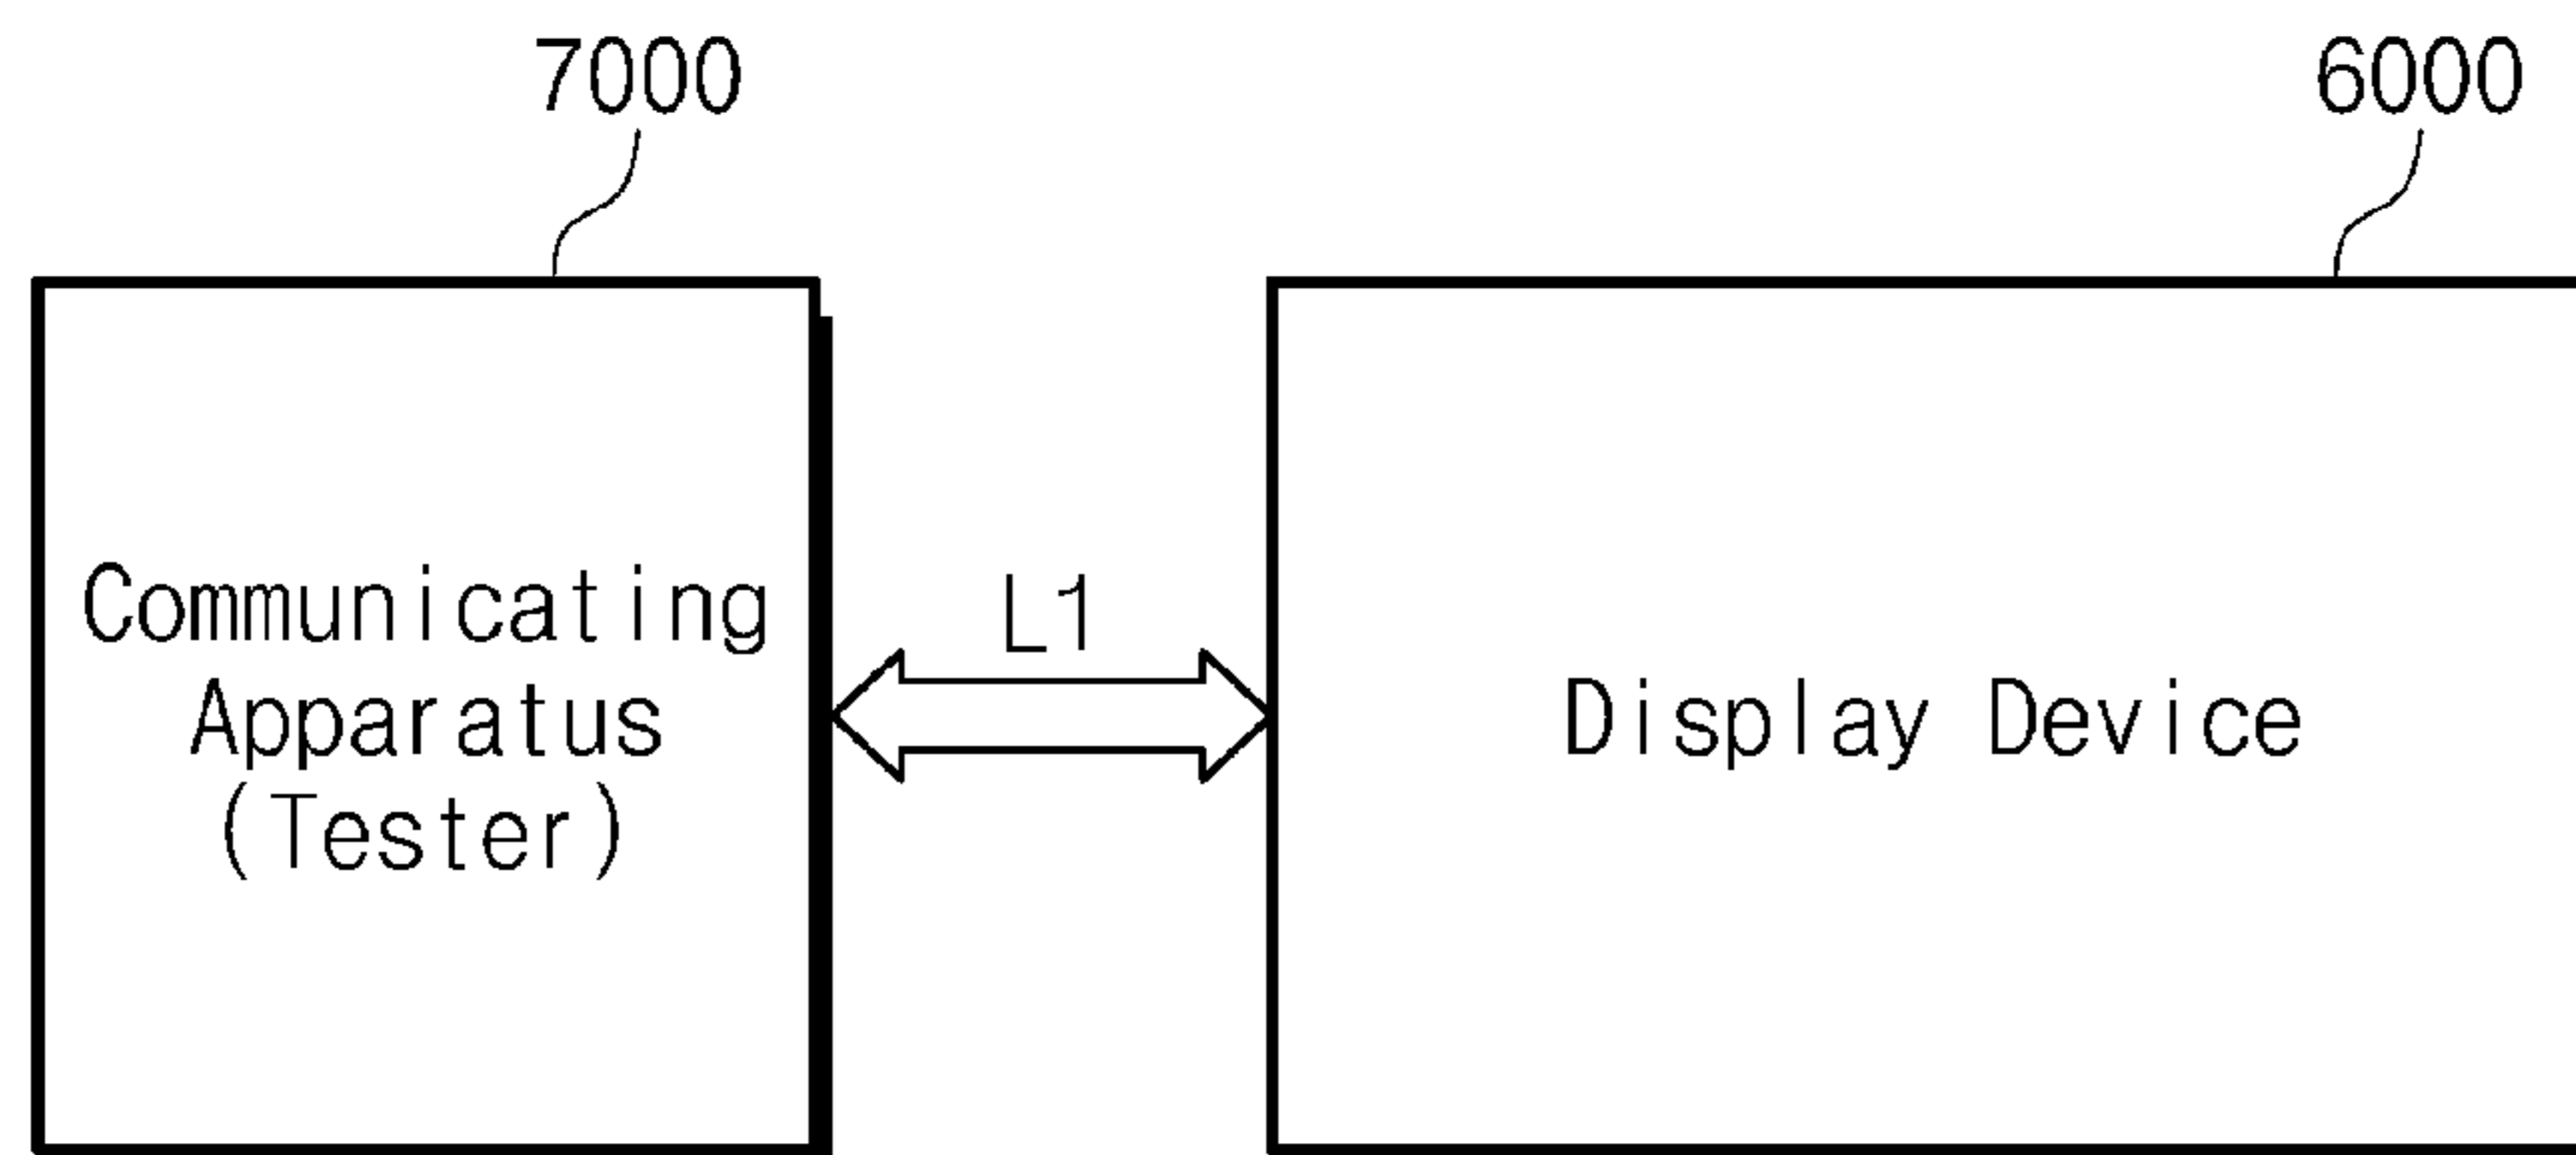 7000
6000
Communicating
Apparatus
(Tester)
L1
Display Device